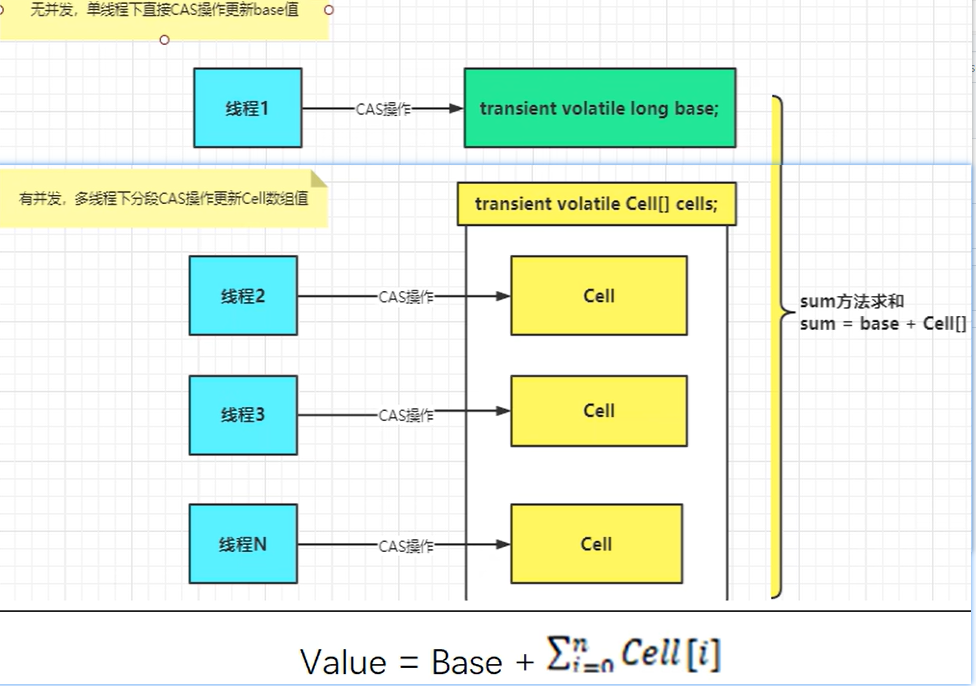 无并发，单线程下直接CAS操作更新base值
线程1
CAS操作
transient volatile long base;
有并发，多线程下分段CAS操作更新Cell数组值
transient volatile Cell[] cells;
线程2
CAS操作
Cell
sum方法求和
sum = base + Cell[]
线程3
CAS操作
Cell
线程N
CAS操作
Cell
Value = Base + ∑ⁿᵢ₌₀ Cell[i]